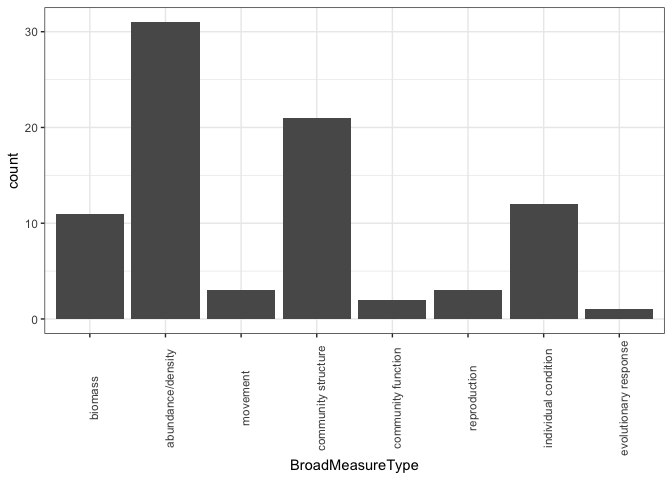 30
20
10
0
count
biomass
abundance/density
movement
community structure
community function
reproduction
individual condition
evolutionary response
BroadMeasureType